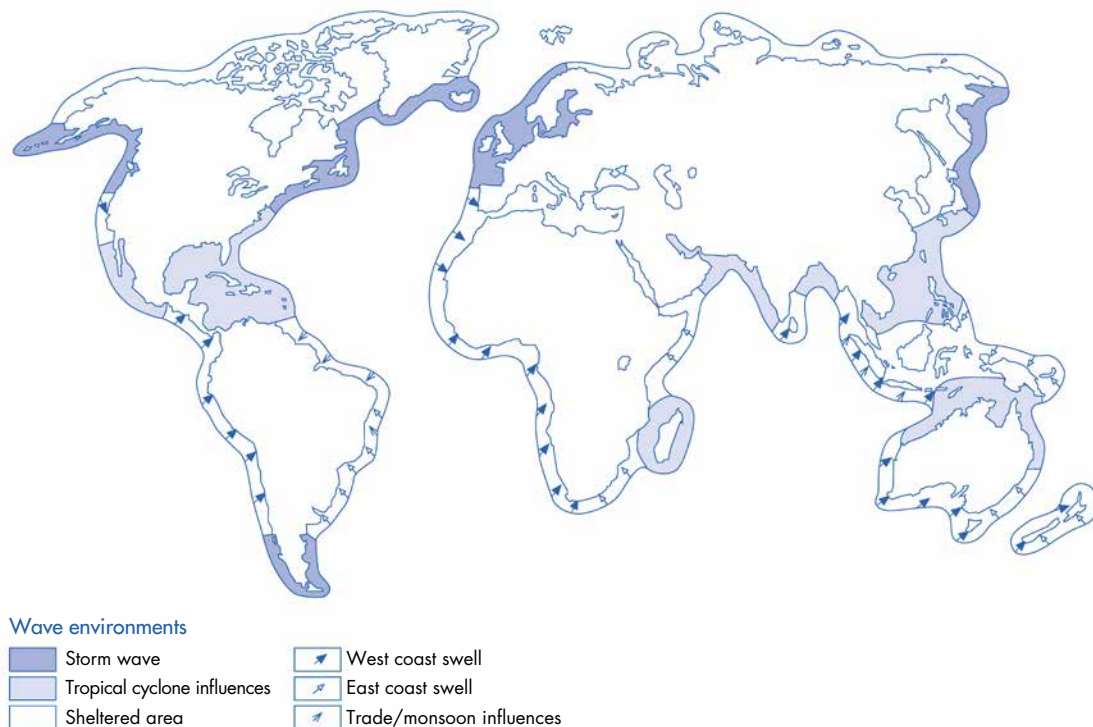 Wave environments
Storm wave
West coast swell
Tropical cyclone influences
East coast swell
Sheltered area
Trade/monsoon influences